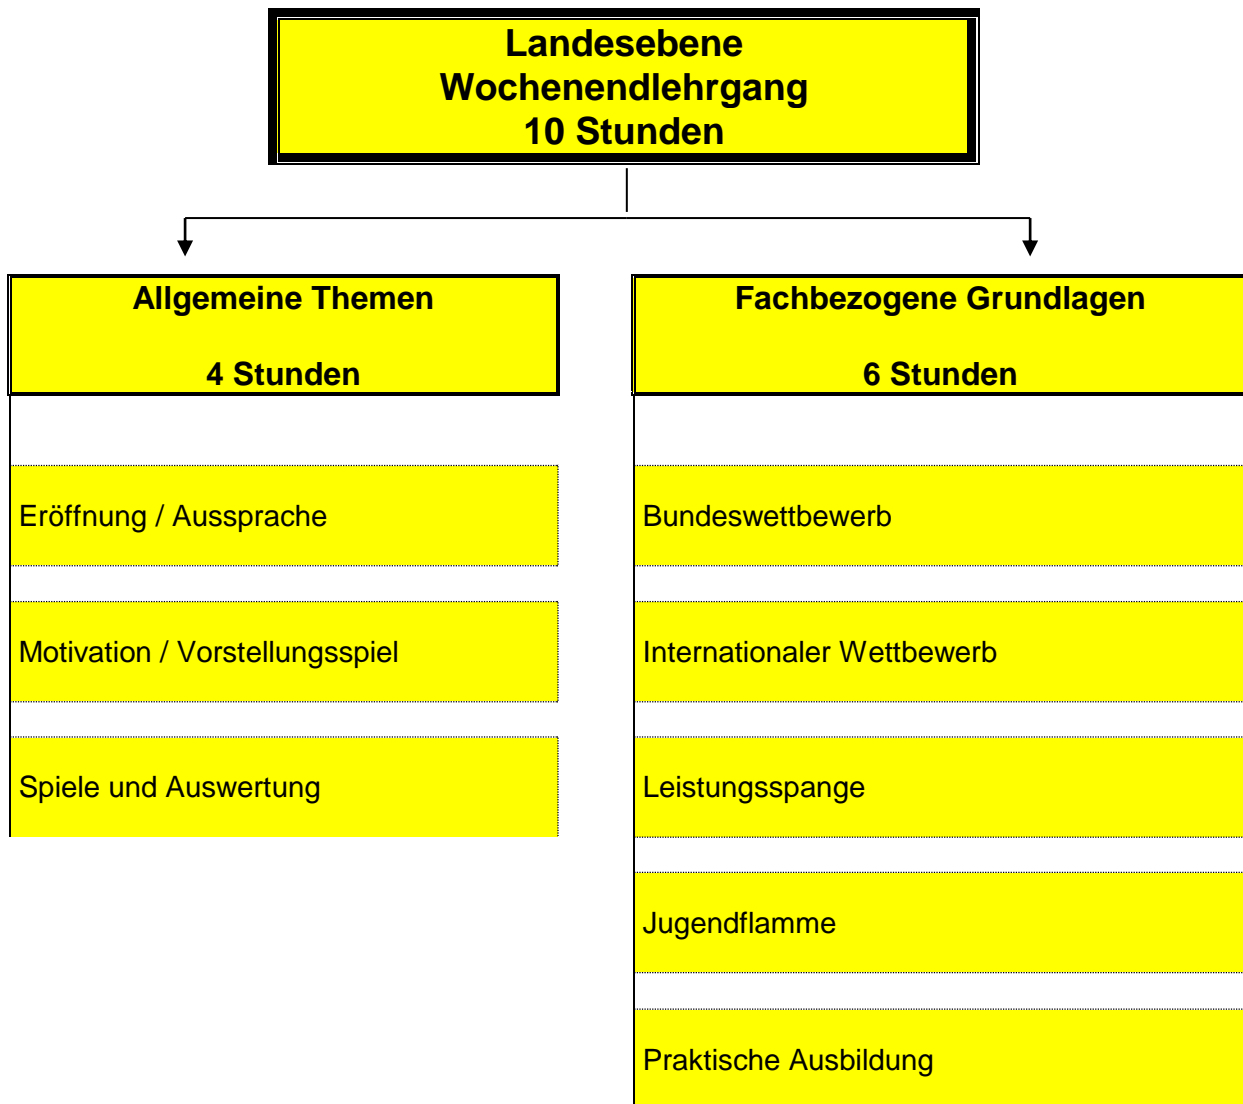 Landesebene
Wochenendlehrgang
10 Stunden
Allgemeine Themen
4 Stunden
Eröffnung / Aussprache
Motivation / Vorstellungsspiel
Spiele und Auswertung
Fachbezogene Grundlagen
6 Stunden
Bundeswettbewerb
Internationaler Wettbewerb
Leistungsspange
Jugendflamme
Praktische Ausbildung